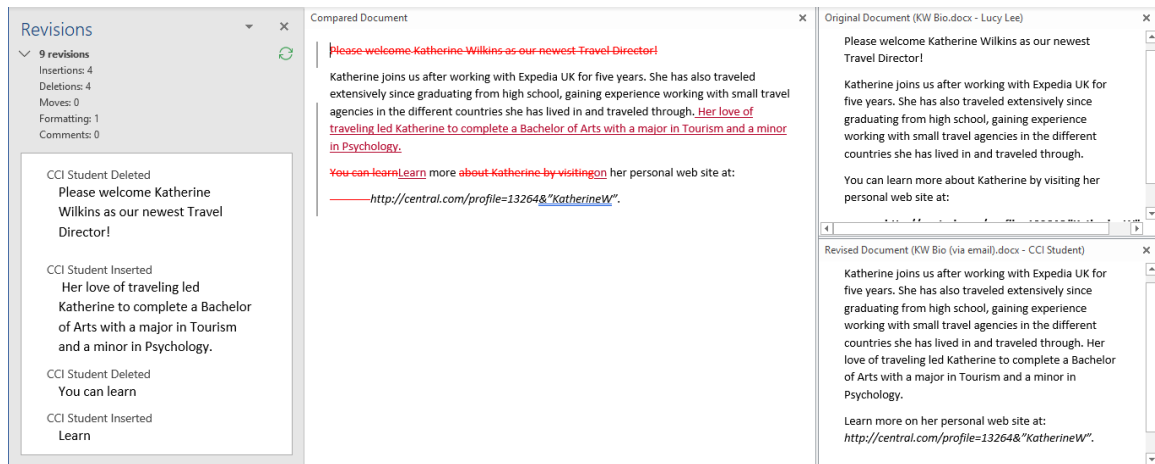 Revisions
9 revisions
Insertions: 4
Deletions: 4
Moves: 0
Formatting: 1
Comments: 0
CCI Student Deleted
Please welcome Katherine
Wilkins as our newest Travel
Director!
CCI Student Inserted
Her love of traveling led
Katherine to complete a Bachelor
of Arts with a major in Tourism
and a minor in Psychology.
CCI Student Deleted
You can learn
CCI Student Inserted
Learn
Compared Document
Please welcome Katherine Wilkins as our newest Travel Director!
Katherine joins us after working with Expedia UK for five years. She has also traveled
extensively since graduating from high school, gaining experience working with small travel
agencies in the different countries she has lived in and traveled through. Her love of
traveling led Katherine to complete a Bachelor of Arts with a major in Tourism and a minor
in Psychology.
You can learnLearn more about Katherine by visitingon her personal web site at:
http://central.com/profile=13264&"KatherineW".
Original Document (KW Bio.docx - Lucy Lee)
Please welcome Katherine Wilkins as our newest
Travel Director!
Katherine joins us after working with Expedia UK for
five years. She has also traveled extensively since
graduating from high school, gaining experience
working with small travel agencies in the different
countries she has lived in and traveled through.
You can learn more about Katherine by visiting her
personal web site at:
Revised Document (KW Bio (via email).docx - CCI Student)
Katherine joins us after working with Expedia UK for
five years. She has also traveled extensively since
graduating from high school, gaining experience
working with small travel agencies in the different
countries she has lived in and traveled through. Her
love of traveling led Katherine to complete a Bachelor
of Arts with a major in Tourism and a minor in
Psychology.
Learn more on her personal web site at:
http://central.com/profile=13264&"KatherineW".